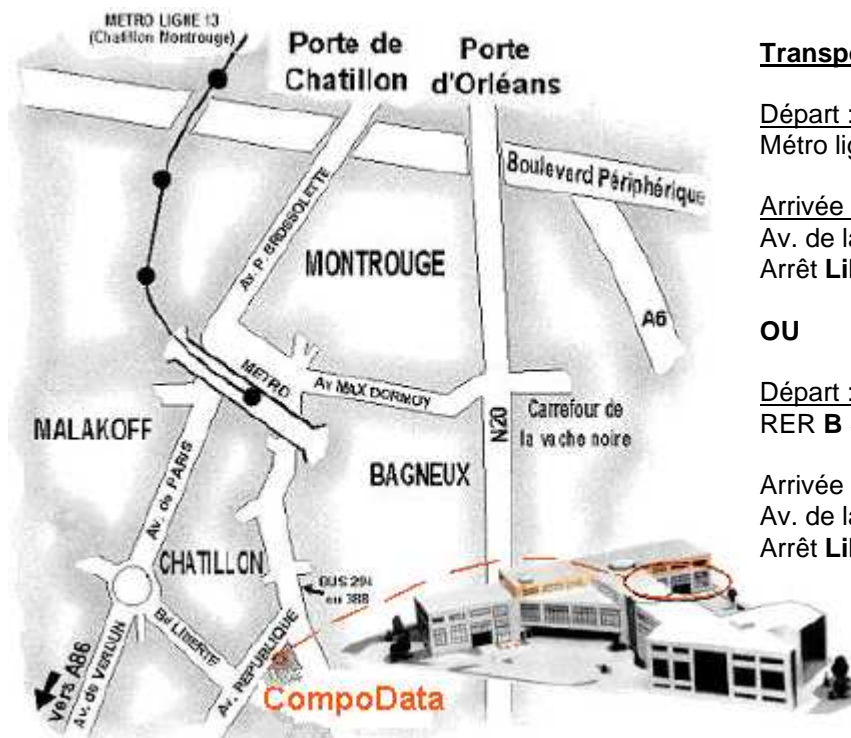 METRO LIGNE 13
(Chatillon Montrouge)
Porte de
Chatillon
Porte
d'Orléans
Boulevard Périphérique
Av. P. BROSSOLETTE
MONTROUGE
A6
METRO
Av MAX DORMOY
N20
Carrefour de
la vache noire
MALAKOFF
BAGNEUX
Av. de PARIS
CHATILLON
BUS 294
ou 388
Bd LIBERTE
Av. REPUBLIQUE
Vers A86
Av. de VERDUN
CompoData
Transpo
Départ :
Métro lig
Arrivée
Av. de la
Arrêt Lil
OU
Départ :
RER B
Arrivée
Av. de la
Arrêt Lil